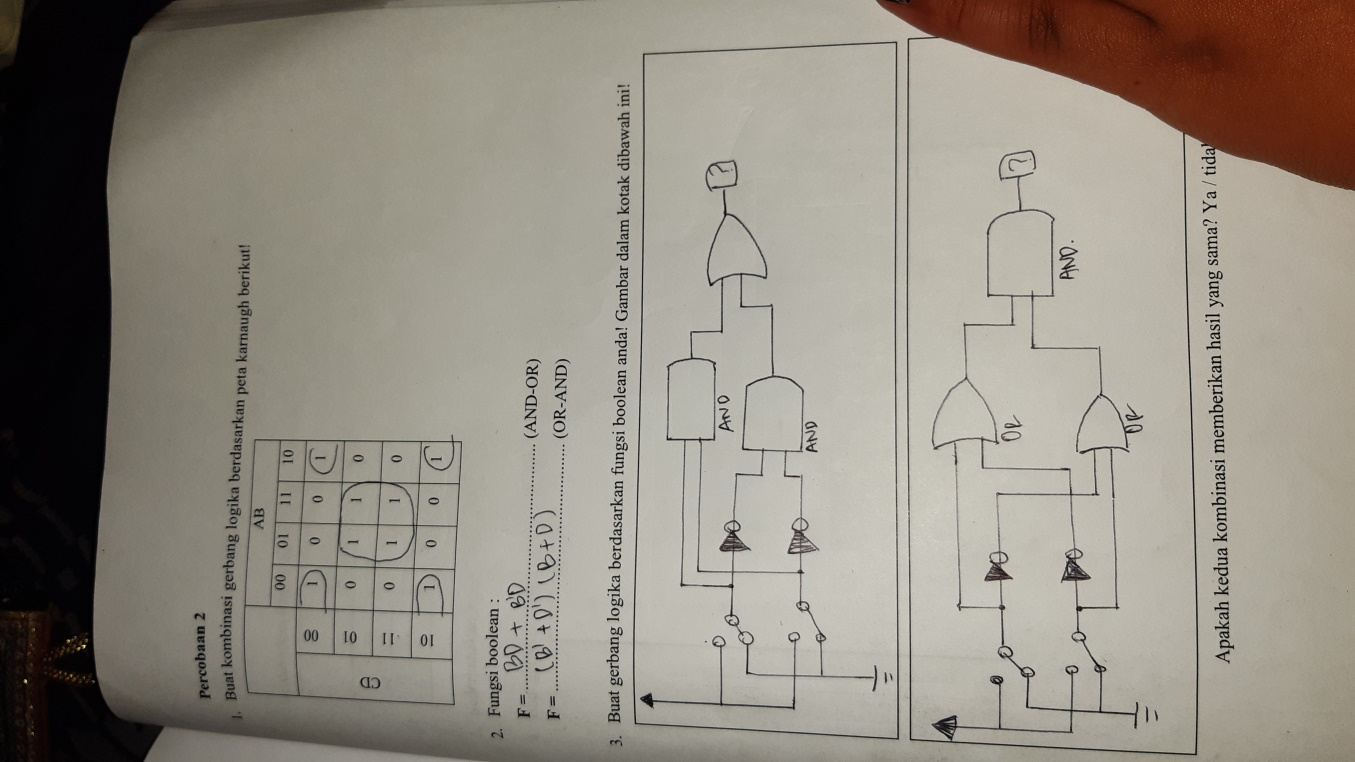 Percobaan 2
1. Buat kombinasi gerbang logika berdasarkan peta karnaugh berikut!
AB
00 01 11 10
CD
00 1 0 0 1
01 0 1 1 0
11 0 1 1 0
10 1 0 0 1
2. Fungsi boolean :
F = BD + BD (AND-OR)
F = (B' + D') (B + D) (OR-AND)
3. Buat gerbang logika berdasarkan fungsi boolean anda! Gambar dalam kotak dibawah ini!
AND
AND
?
OR
OR
AND.
?
Apakah kedua kombinasi memberikan hasil yang sama? Ya /